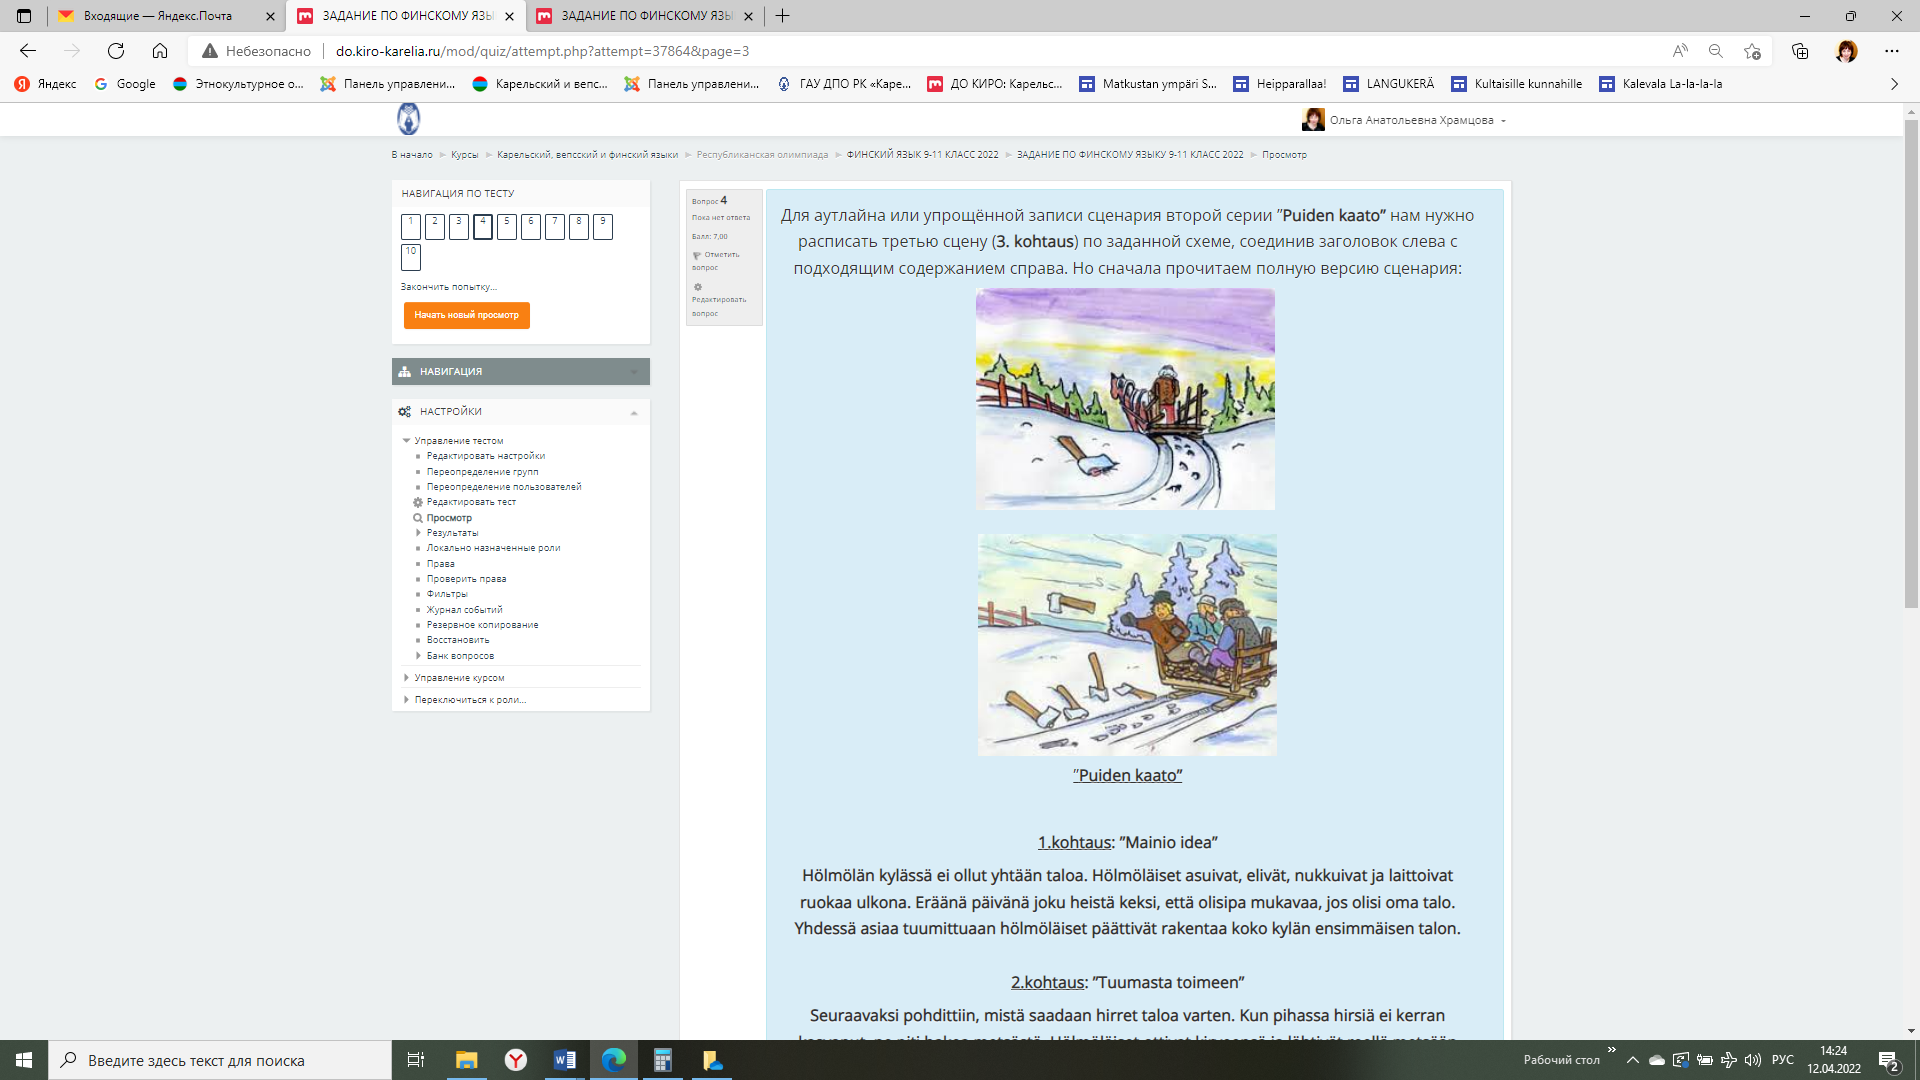 Входящие — Яндекс.Почта
ЗАДАНИЕ ПО ФИНСКОМУ ЯЗЫ
ЗАДАНИЕ ПО ФИНСКОМУ ЯЗЫ
Небезопасно
do.kiro-karelia.ru/mod/quiz/attempt.php?attempt=37864&page=3
Яндекс
Google
Этнокультурное о...
Панель управлени...
Карельский и вепс...
Панель управлени...
ГАУ ДПО РК «Каре...
ДО КИРО: Карельс...
Matkustan ympäri S...
Heipparallaa!
LANGUKERÄ
Kultaisille kunnahille
Kalevala La-la-la-la
Ольга Анатольевна Храмцова
В начало
Курсы
Карельский, вепсский и финский языки
Республиканская олимпиада
ФИНСКИЙ ЯЗЫК 9-11 КЛАСС 2022
ЗАДАНИЕ ПО ФИНСКОМУ ЯЗЫКУ 9-11 КЛАСС 2022
Просмотр
НАВИГАЦИЯ ПО ТЕСТУ
1 2 3 4 5 6 7 8 9
10
Закончить попытку...
Начать новый просмотр
НАВИГАЦИЯ
НАСТРОЙКИ
Управление тестом
Редактировать настройки
Переопределение групп
Переопределение пользователей
Редактировать тест
Просмотр
Результаты
Локально назначенные роли
Права
Проверить права
Фильтры
Журнал событий
Резервное копирование
Восстановить
Банк вопросов
Управление курсом
Переключиться к роли...
Вопрос 4
Пока нет ответа
Балл: 7,00
Отметить
вопрос
Редактировать
вопрос
Для аутлайна или упрощённой записи сценария второй серии ”Puiden kaato” нам нужно
расписать третью сцену (3. kohtaus) по заданной схеме, соединив заголовок слева с
подходящим содержанием справа. Но сначала прочитаем полную версию сценария:
”Puiden kaato”
1.kohtaus: ”Mainio idea”
Hölmölän kylässä ei ollut yhtään taloa. Hölmöläiset asuivat, elivät, nukkuivat ja laittoivat
ruokaa ulkona. Eräänä päivänä joku heistä keksi, että olisipa mukavaa, jos olisi oma talo.
Yhdessä asiaa tuumittuaan hölmöläiset päättivät rakentaa koko kylän ensimmäisen talon.
2.kohtaus: ”Tuumasta toimeen”
Seuraavaksi pohdittiin, mistä saadaan hirret taloa varten. Kun pihassa hirsiä ei kerran
Введите здесь текст для поиска
Рабочий стол
РУС
14:24
12.04.2022
2